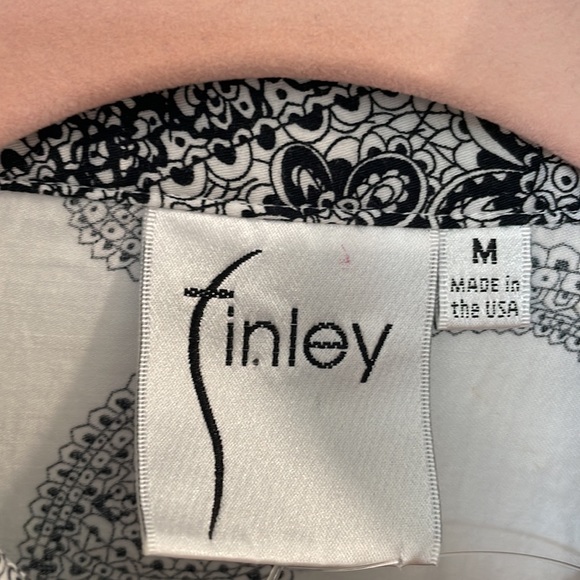 finley
M
MADE in
the USA